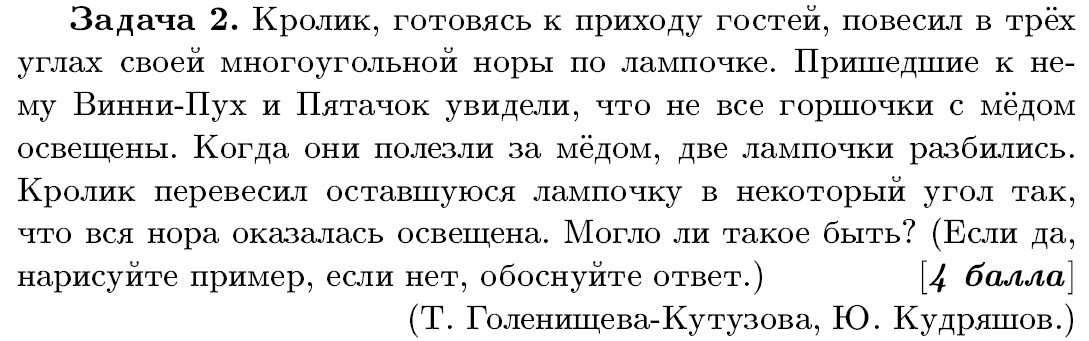 Задача 2. Кролик, готовясь к приходу гостей, повесил в трёх
углах своей многоугольной норы по лампочке. Пришедшие к не-
му Винни-Пух и Пятачок увидели, что не все горшочки с мёдом
освещены. Когда они полезли за мёдом, две лампочки разбились.
Кролик перевесил оставшуюся лампочку в некоторый угол так,
что вся нора оказалась освещена. Могло ли такое быть? (Если да,
нарисуйте пример, если нет, обоснуйте ответ.) [4 балла]
(Т. Голенищева-Кутузова, Ю. Кудряшов.)